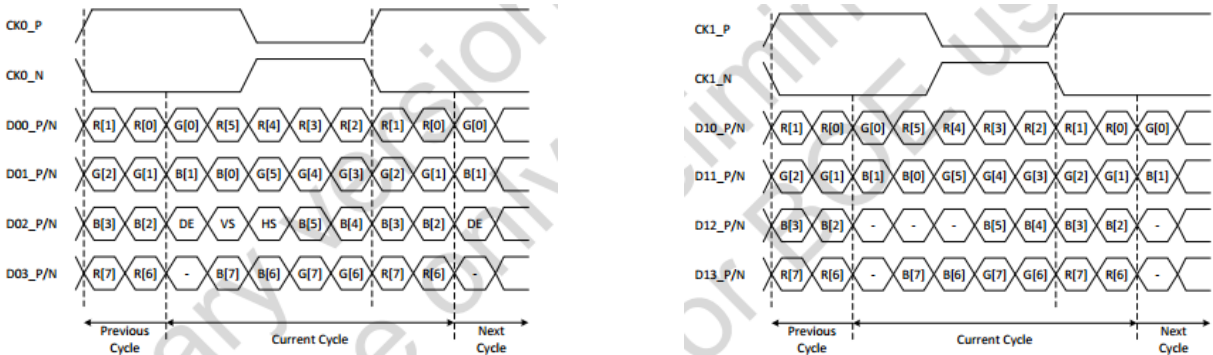 CK0_P
CK0_N
D00_P/N R[1] R[0] G[0] R[5] R[4] R[3] R[2] R[1] R[0] G[0]
D01_P/N G[2] G[1] B[1] B[0] G[5] G[4] G[3] G[2] G[1] B[1]
D02_P/N B[3] B[2] DE VS HS B[5] B[4] B[3] B[2] DE
D03_P/N R[7] R[6] - B[7] B[6] G[7] G[6] R[7] R[6] -
Previous Cycle
Current Cycle
Next Cycle
CK1_P
CK1_N
D10_P/N R[1] R[0] G[0] R[5] R[4] R[3] R[2] R[1] R[0] G[0]
D11_P/N G[2] G[1] B[1] B[0] G[5] G[4] G[3] G[2] G[1] B[1]
D12_P/N B[3] B[2] - - - B[5] B[4] B[3] B[2] -
D13_P/N R[7] R[6] - B[7] B[6] G[7] G[6] R[7] R[6] -
Previous Cycle
Current Cycle
Next Cycle